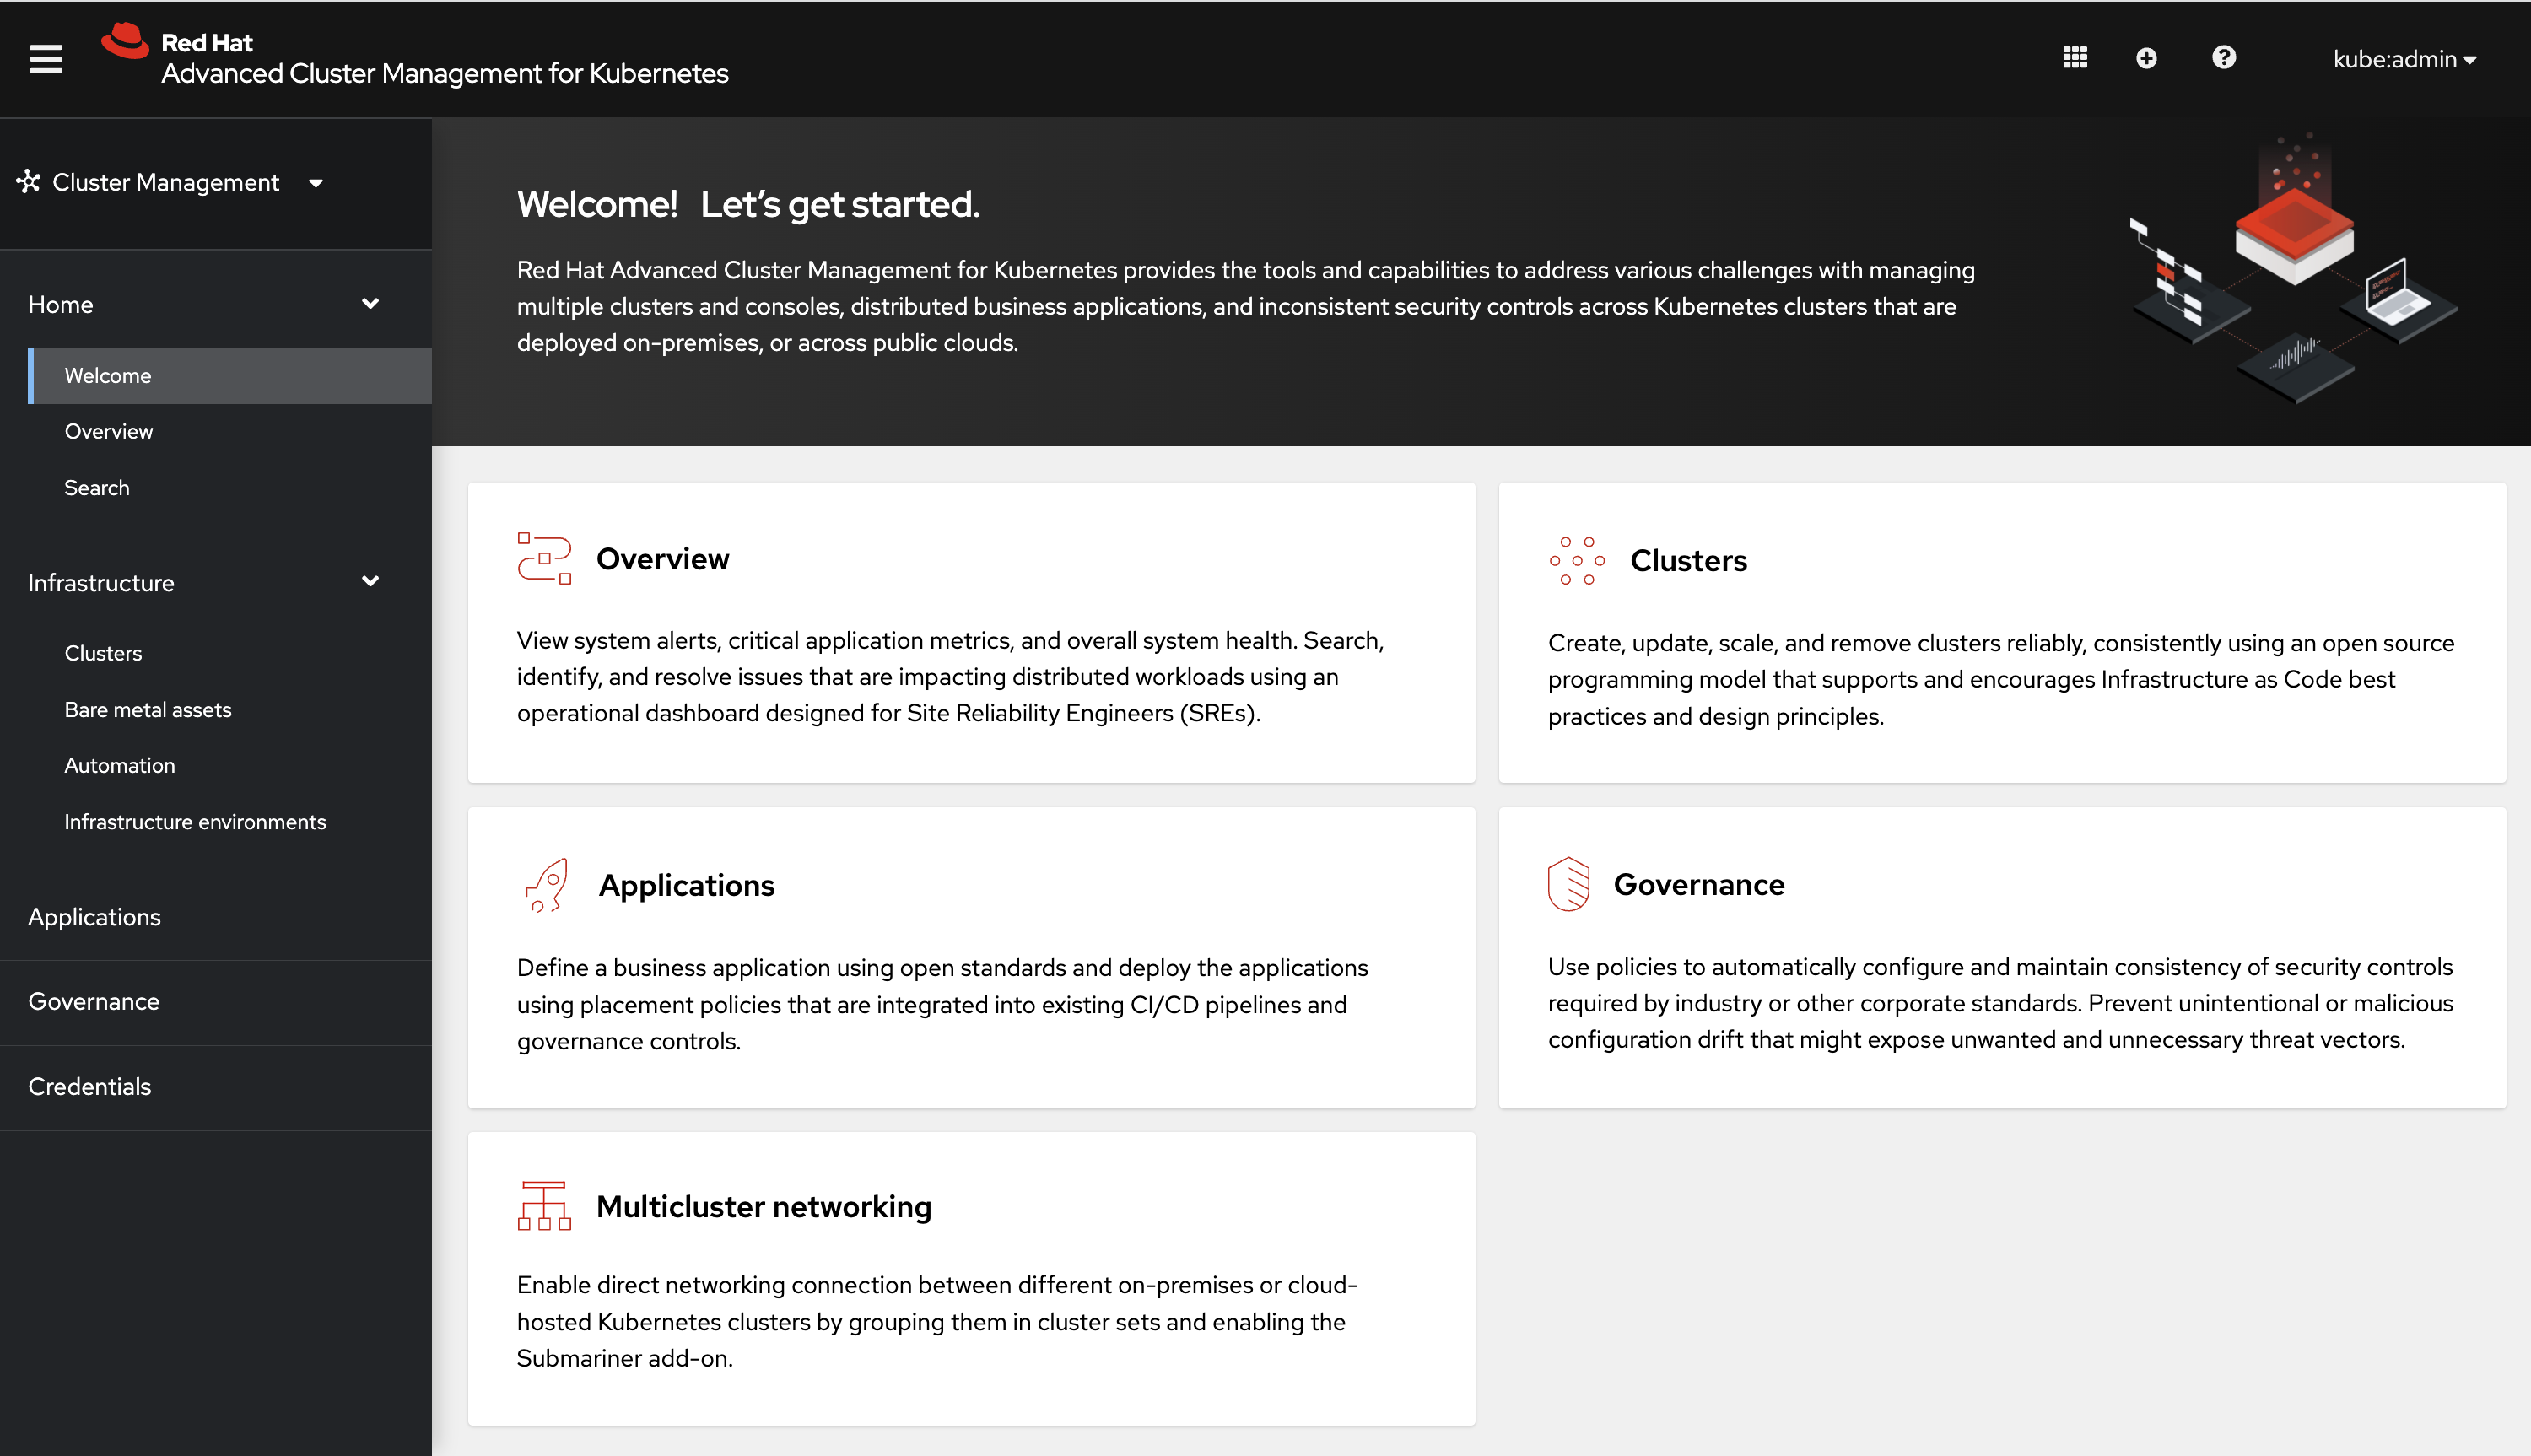 Red Hat
Advanced Cluster Management for Kubernetes
kube:admin
Cluster Management
Home
Welcome
Overview
Search
Infrastructure
Clusters
Bare metal assets
Automation
Infrastructure environments
Applications
Governance
Credentials
Welcome! Let's get started.
Red Hat Advanced Cluster Management for Kubernetes provides the tools and capabilities to address various challenges with managing
multiple clusters and consoles, distributed business applications, and inconsistent security controls across Kubernetes clusters that are
deployed on-premises, or across public clouds.
Overview
View system alerts, critical application metrics, and overall system health. Search,
identify, and resolve issues that are impacting distributed workloads using an
operational dashboard designed for Site Reliability Engineers (SREs).
Clusters
Create, update, scale, and remove clusters reliably, consistently using an open source
programming model that supports and encourages Infrastructure as Code best
practices and design principles.
Applications
Define a business application using open standards and deploy the applications
using placement policies that are integrated into existing CI/CD pipelines and
governance controls.
Governance
Use policies to automatically configure and maintain consistency of security controls
required by industry or other corporate standards. Prevent unintentional or malicious
configuration drift that might expose unwanted and unnecessary threat vectors.
Multicluster networking
Enable direct networking connection between different on-premises or cloud-
hosted Kubernetes clusters by grouping them in cluster sets and enabling the
Submariner add-on.